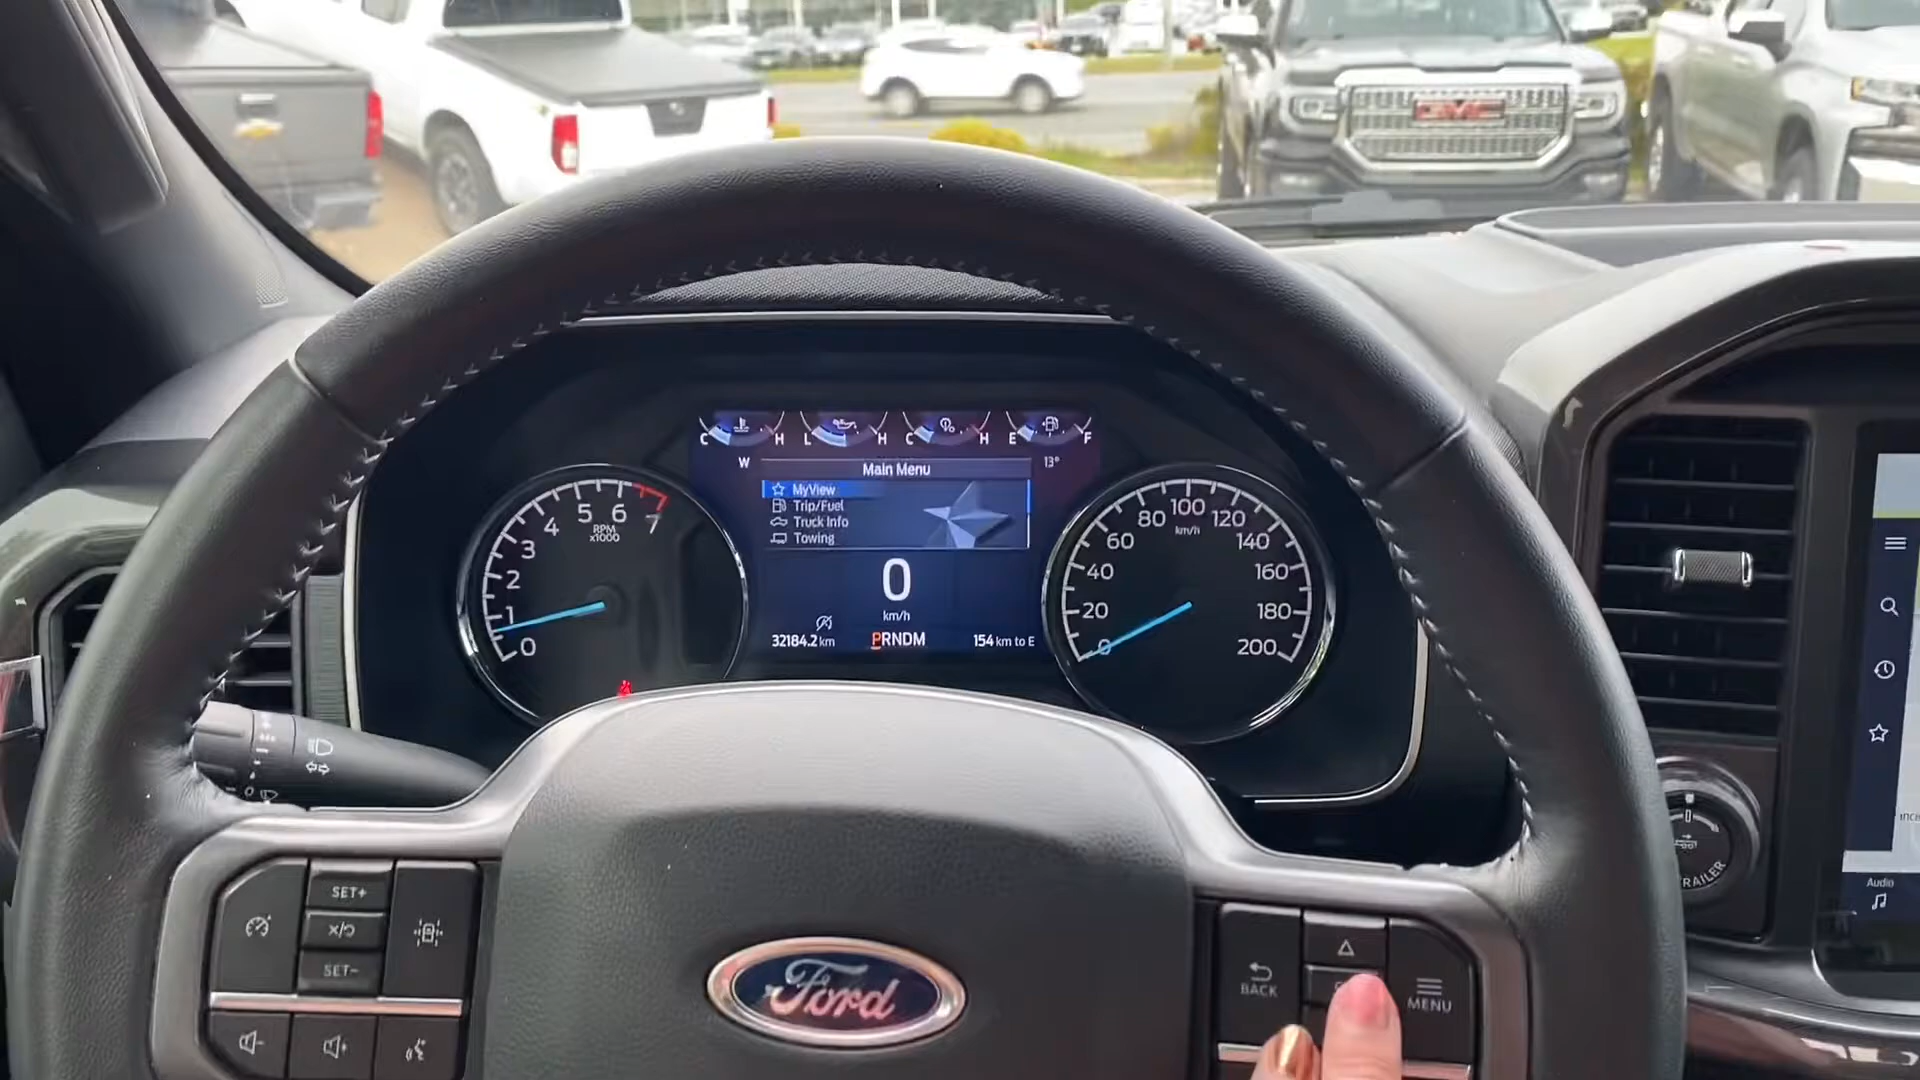 GMC
C H L H C H E F
W 13°
Main Menu
MyView
Trip/Fuel
Truck Info
Towing
0
km/h
32184.2 km
PRNDM
154 km to E
0 1 2 3 4 5 6 7
RPM
x1000
0 20 40 60 80 100 120 140 160 180 200
km/h
SET+
SET-
Ford
BACK
MENU
TRAILER
Audio